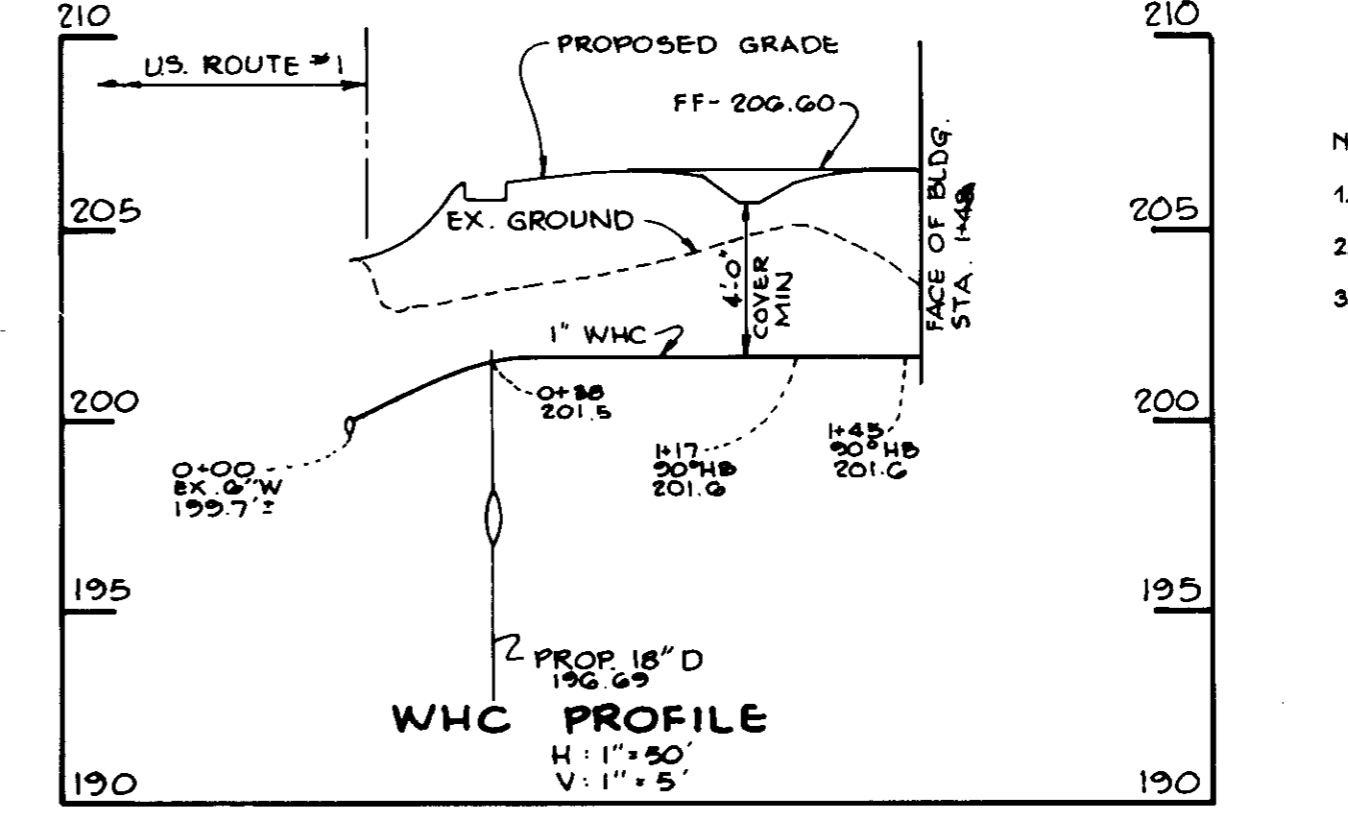 210
210
U.S. ROUTE #1
PROPOSED GRADE
FF- 206.60
205
205
EX. GROUND
4'-0"
COVER
MIN
FACE OF BLDG.
STA.
1" WHC
200
200
201.5
0+00
EX. 6" W
199.7'±
1+17
90° HB
201.6
1+45
90° HB
201.6
195
195
PROP. 18" D
196.69
WHC PROFILE
H : 1" = 50'
V : 1" = 5'
190
190
N
1.
2
3